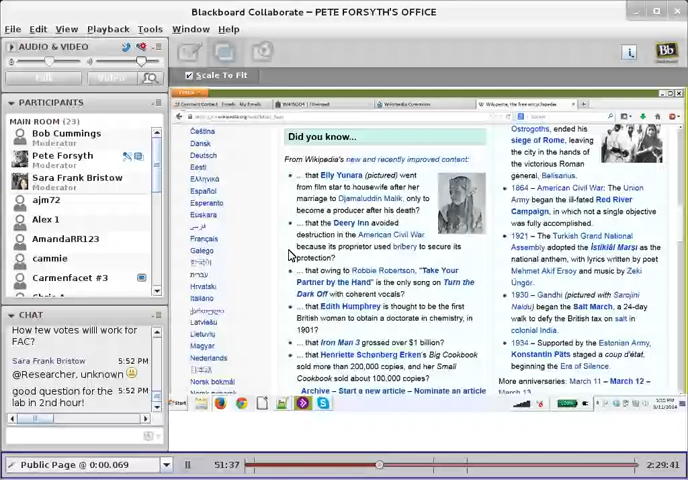 Blackboard Collaborate – PETE FORSYTH'S OFFICE
File Edit View Playback Tools Window Help
AUDIO & VIDEO
Talk
Video
Scale To Fit
PARTICIPANTS
MAIN ROOM (23)
Bob Cummings
Moderator
Pete Forsyth
Moderator
Sara Frank Bristow
Moderator
ajm72
Alex 1
AmandaRR123
cammie
Carmenfacet #3
CHAT
How few votes will work for
FAC?
Sara Frank Bristow 5:52 PM
@Researcher, unknown
5:52 PM
good question for the
lab in 2nd hour!
Public Page @ 0:00.069
51:37
2:29:41
Wikimedia Commons
Wikipedia, the free encyclopedia
Čeština
Dansk
Deutsch
Eesti
Ελληνικά
Español
Esperanto
Euskara
فارسی
Français
Galego
עברית
Hrvatski
Italiano
ქართული
Latviešu
Lietuvių
Magyar
Nederlands
Norsk bokmål
Did you know...
From Wikipedia's new and recently improved content:
... that Elly Yunara (pictured) went
from film star to housewife after her
marriage to Djamaluddin Malik, only to
become a producer after his death?
... that the Deery Inn avoided
destruction in the American Civil War
because its proprietor used bribery to secure its
protection?
... that owing to Robbie Robertson, "Take Your
Partner by the Hand" is the only song on Turn the
Dark Off with coherent vocals?
... that Edith Humphrey is thought to be the first
British woman to obtain a doctorate in chemistry, in
1901?
... that Iron Man 3 grossed over $1 billion?
... that Henriette Schønberg Erken's Big Cookbook
sold more than 200,000 copies, and her
Small Cookbook sold about 100,000 copies?
Archive – Start a new article – Nominate an article
Ostrogoths, ended his
siege of Rome, leaving
the city in the hands of
the victorious Roman
general, Belisarius.
1864 – American Civil War: The Union
Army began the ill-fated Red River
Campaign, in which not a single objective
was fully accomplished.
1921 – The Turkish Grand National
Assembly adopted the İstiklâl Marşı as the
national anthem, with lyrics written by poet
Mehmet Akif Ersoy and music by Zeki
Üngör.
1930 – Gandhi (pictured with Sarojini
Naidu) began the Salt March, a 24-day
walk to defy the British tax on salt in
colonial India.
1934 – Supported by the Estonian Army,
Konstantin Päts staged a coup d'état,
beginning the Era of Silence.
More anniversaries: March 11 – March 12 –